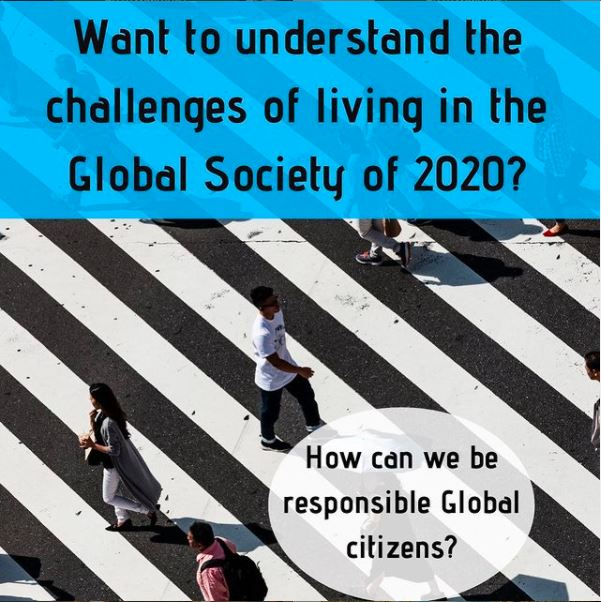 Want to understand the
challenges of living in the
Global Society of 2020?
How can we be
responsible Global
citizens?